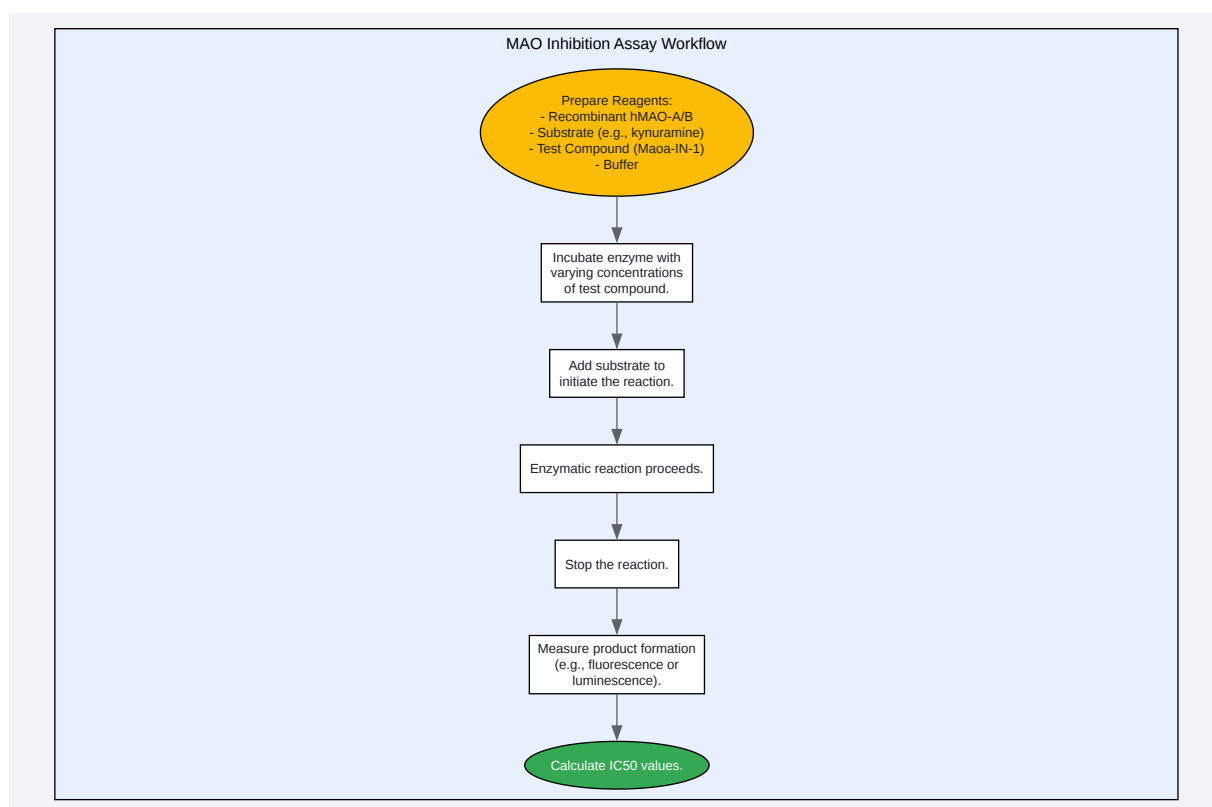 MAO Inhibition Assay Workflow
Prepare Reagents:
- Recombinant hMAO-A/B
- Substrate (e.g., kynuramine)
- Test Compound (Maoa-IN-1)
- Buffer
Incubate enzyme with
varying concentrations
of test compound.
Add substrate to
initiate the reaction.
Enzymatic reaction proceeds.
Stop the reaction.
Measure product formation
(e.g., fluorescence or
luminescence).
Calculate IC50 values.